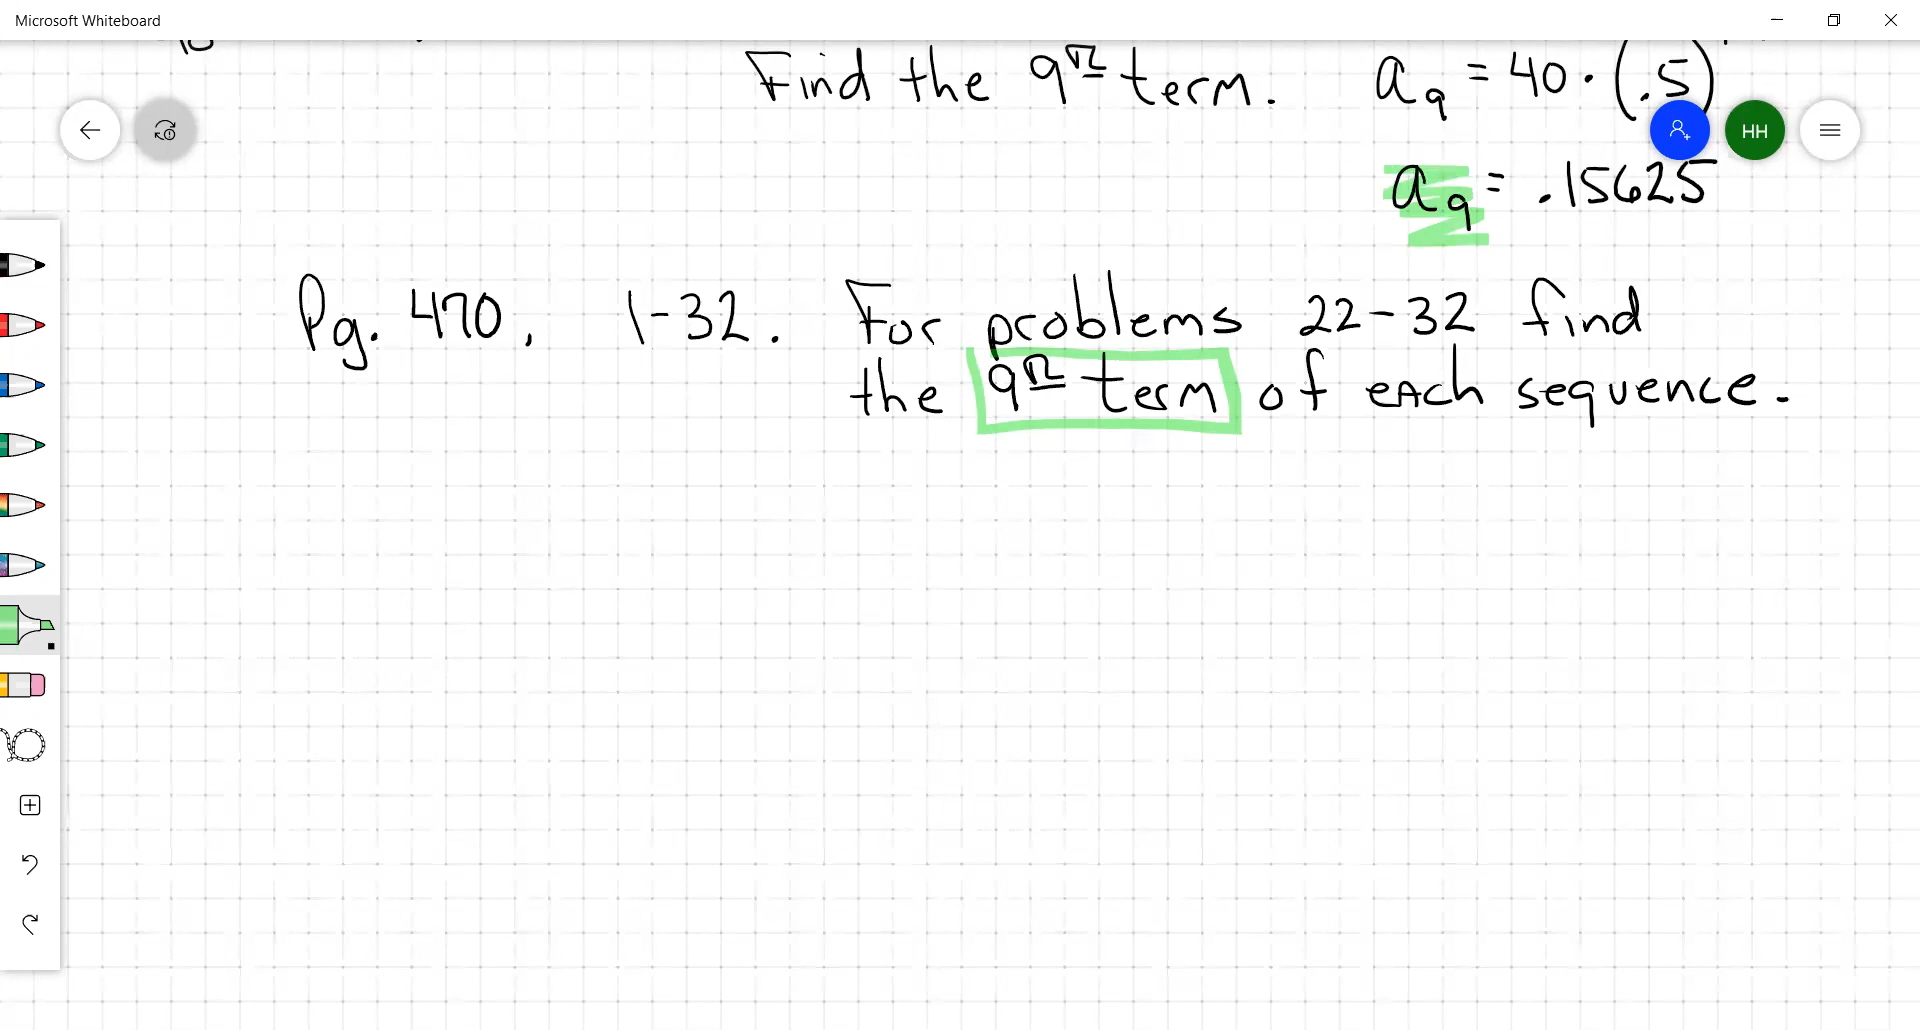 Microsoft Whiteboard
Find the 9th term.
a9 = 40 · (.5)
HH
a9 = .15625
Pg. 470, 1-32. For problems 22-32 find
the 9th term of each sequence.